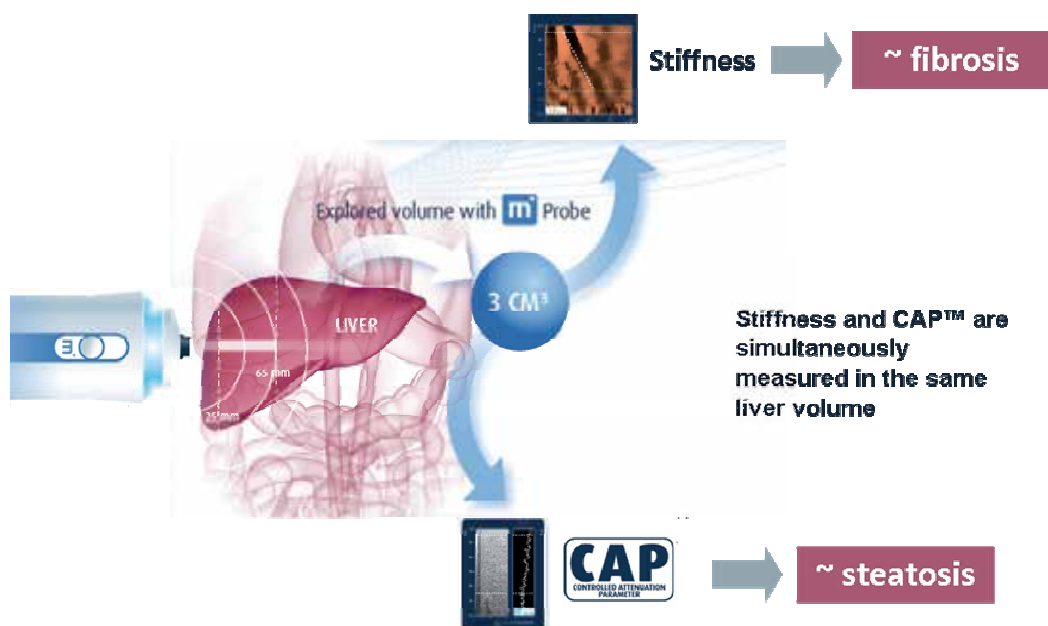 Stiffness
~ fibrosis
Explored volume with m Probe
3 CM³
LIVER
65 mm
25 mm
m
Stiffness and CAP™ are
simultaneously
measured in the same
liver volume
CAP
CONTROLLED ATTENUATION
PARAMETER
~ steatosis